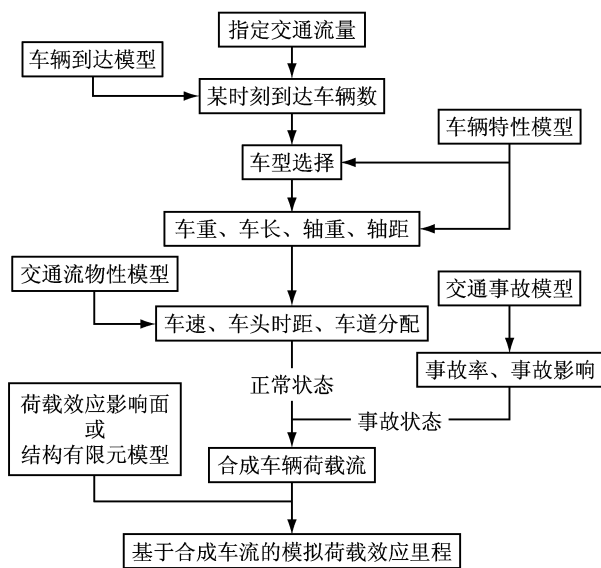 指定交通流量
车辆到达模型
某时刻到达车辆数
车辆特性模型
车型选择
车重、车长、轴重、轴距
交通流物性模型
交通事故模型
车速、车头时距、车道分配
事故率、事故影响
正常状态
荷载效应影响面
或
结构有限元模型
事故状态
合成车辆荷载流
基于合成车流的模拟荷载效应里程